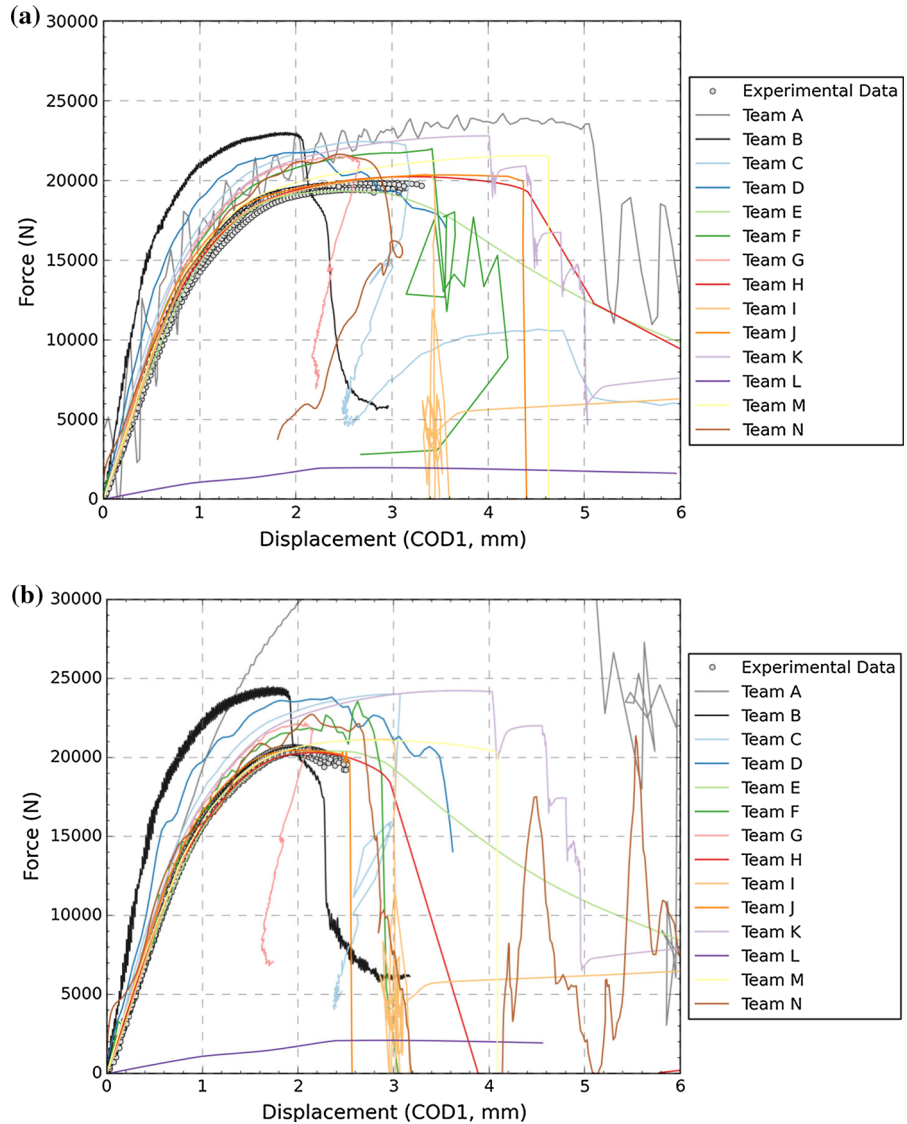 (a)
30000
25000
20000
15000
10000
5000
0
Force (N)
0 1 2 3 4 5 6
Displacement (COD1, mm)
Experimental Data
Team A
Team B
Team C
Team D
Team E
Team F
Team G
Team H
Team I
Team J
Team K
Team L
Team M
Team N
(b)
30000
25000
20000
15000
10000
5000
0
Force (N)
0 1 2 3 4 5 6
Displacement (COD1, mm)
Experimental Data
Team A
Team B
Team C
Team D
Team E
Team F
Team G
Team H
Team I
Team J
Team K
Team L
Team M
Team N